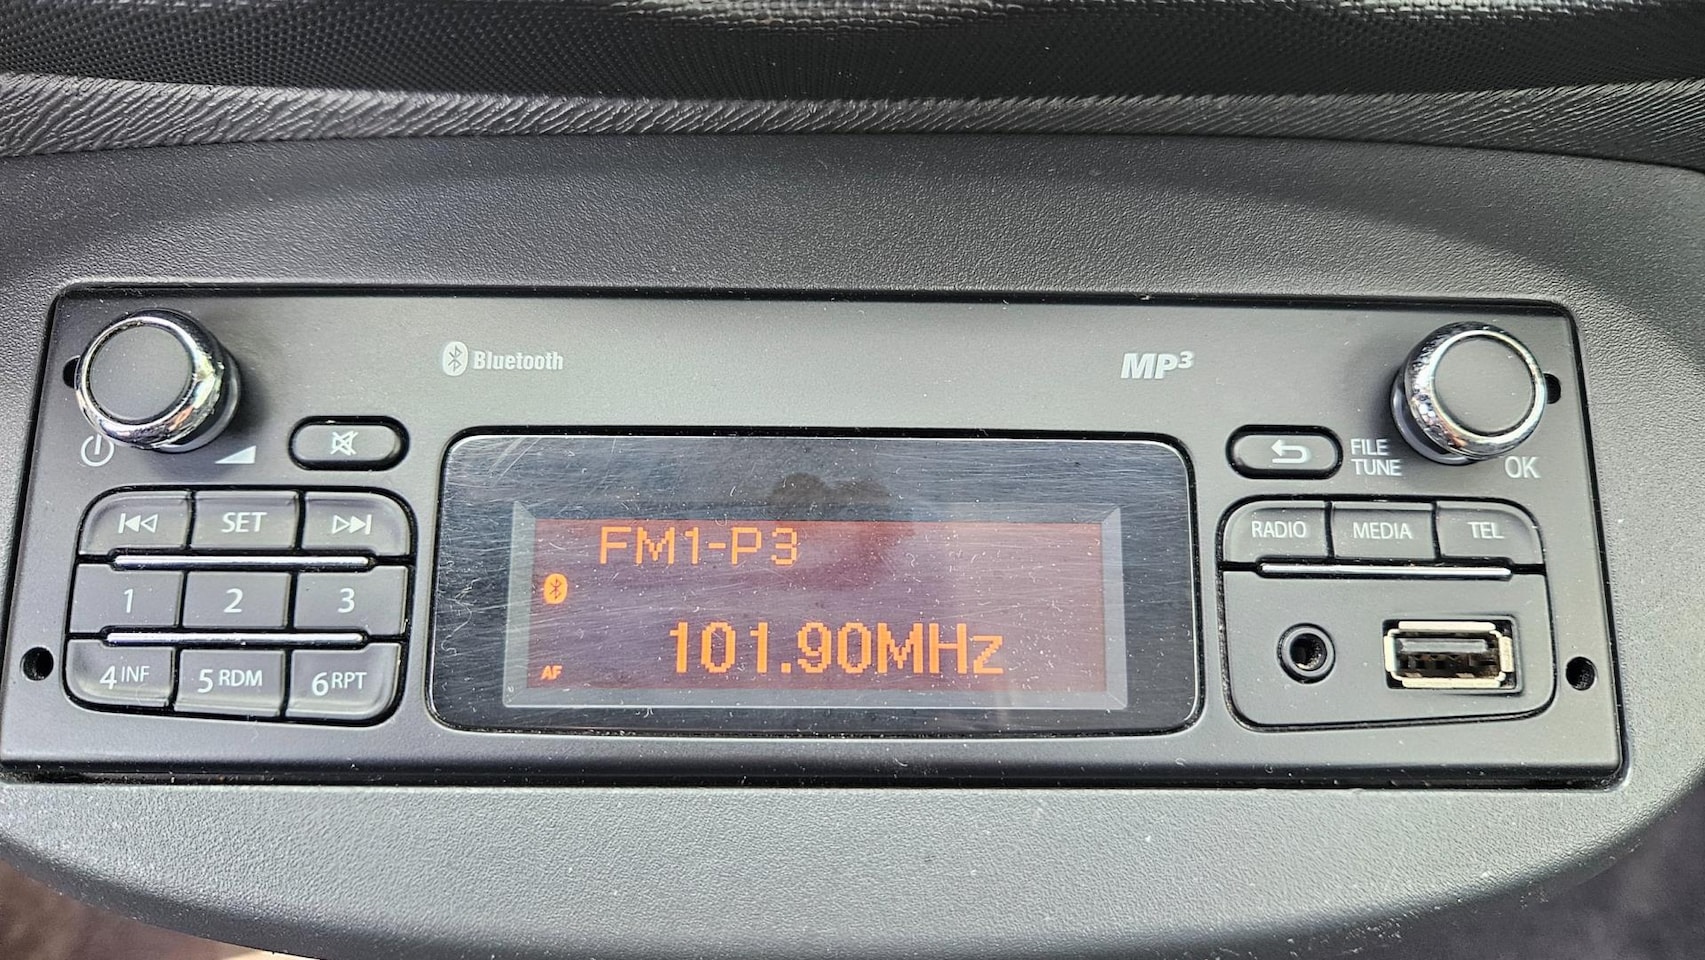 Bluetooth
MP3
FILE
TUNE
OK
SET
RADIO MEDIA TEL
FM1-P3
1 2 3
101.90MHz
AF
4 INF 5 RDM 6 RPT